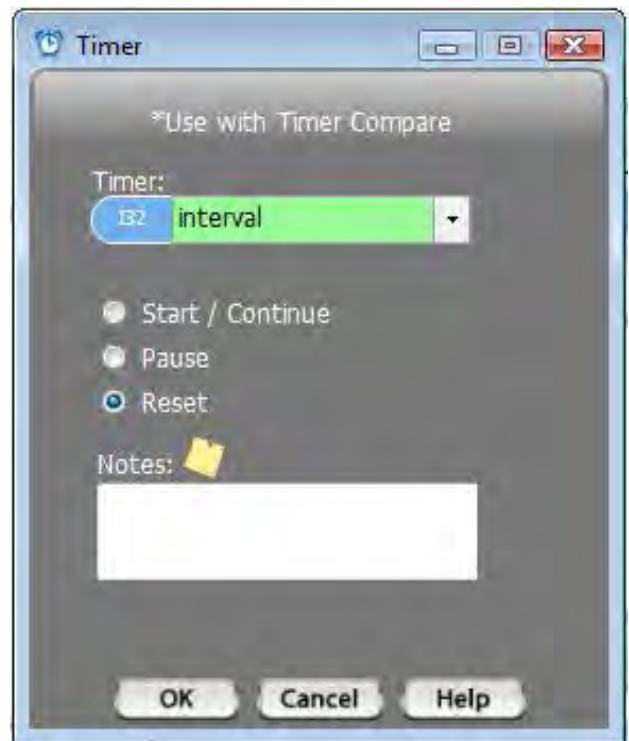 Timer
*Use with Timer Compare
Timer:
I32 interval
Start / Continue
Pause
Reset
Notes:
OK Cancel Help